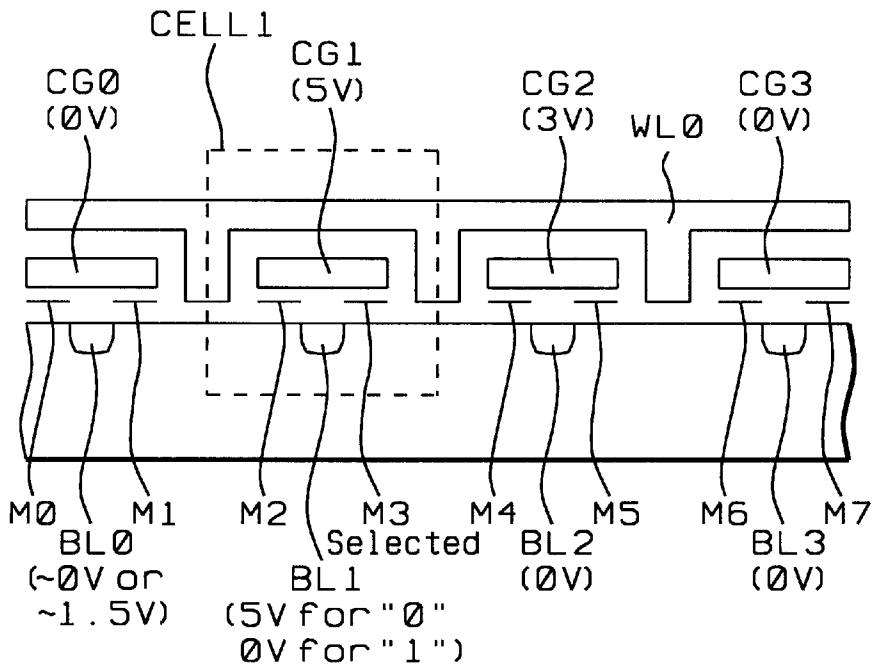 CELL1
CG0
(0V)
CG1
(5V)
CG2
(3V)
WL0
CG3
(0V)
M0
M1
M2
M3
M4
M5
M6
M7
BL0
(~0V or
~1.5V)
Selected
BL1
(5V for "0"
0V for "1")
BL2
(0V)
BL3
(0V)